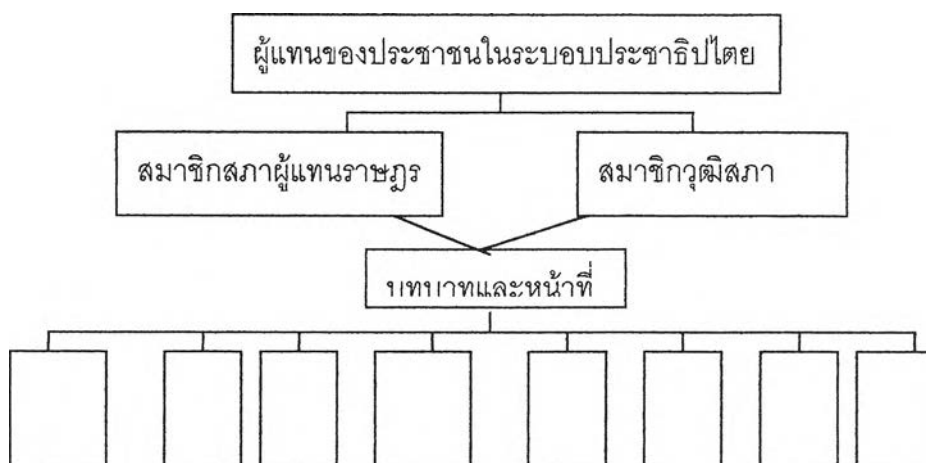 ผู้แทนของประชาชนในระบอบประชาธิปไตย
สมาชิกสภาผู้แทนราษฎร
สมาชิกวุฒิสภา
บทบาทและหน้าที่